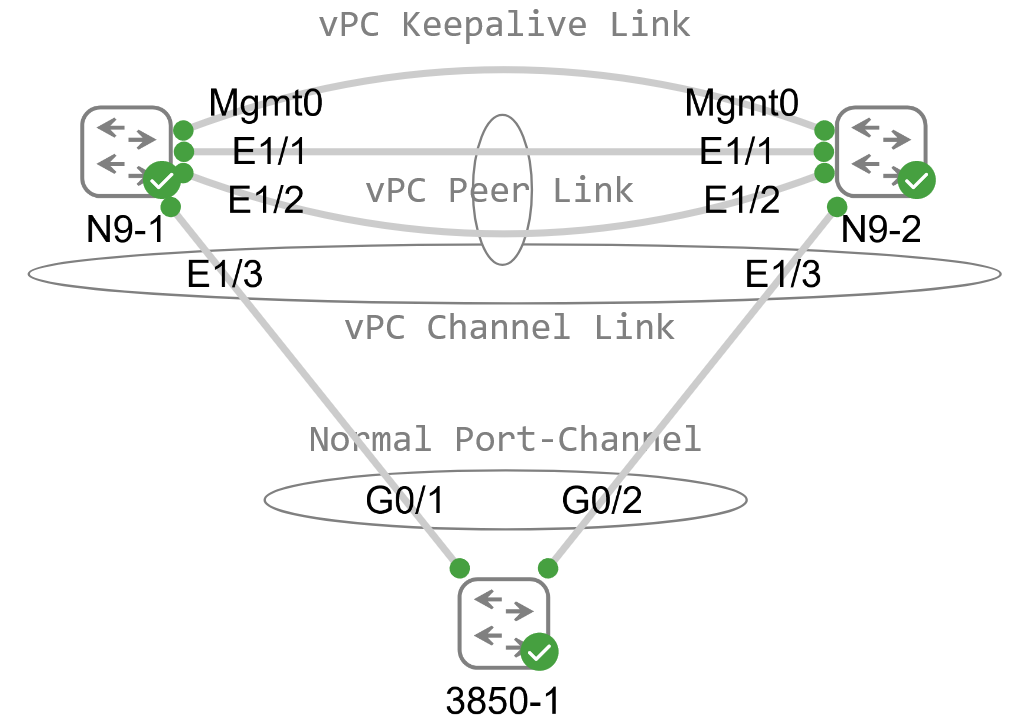 vPC Keepalive Link
Mgmt0 Mgmt0
E1/1 E1/1
vPC Peer Link
E1/2 E1/2
N9-1 N9-2
E1/3 E1/3
vPC Channel Link
Normal Port-Channel
G0/1 G0/2
3850-1